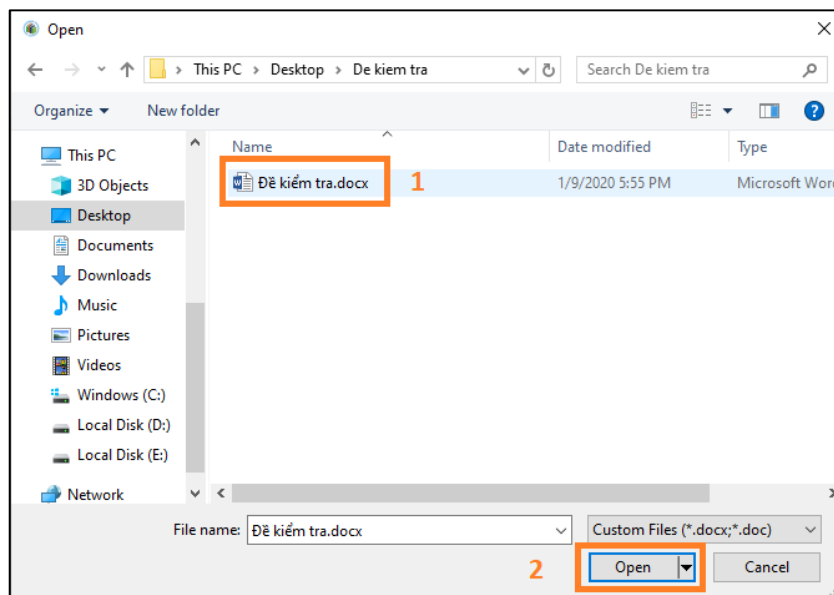 Open
This PC > Desktop > De kiem tra
Search De kiem tra
Organize
New folder
Name
Date modified
Type
Đề kiểm tra.docx
1
1/9/2020 5:55 PM
Microsoft Wor
This PC
3D Objects
Desktop
Documents
Downloads
Music
Pictures
Videos
Windows (C:)
Local Disk (D:)
Local Disk (E:)
Network
File name:
Đề kiểm tra.docx
Custom Files (*.docx;*.doc)
2
Open
Cancel